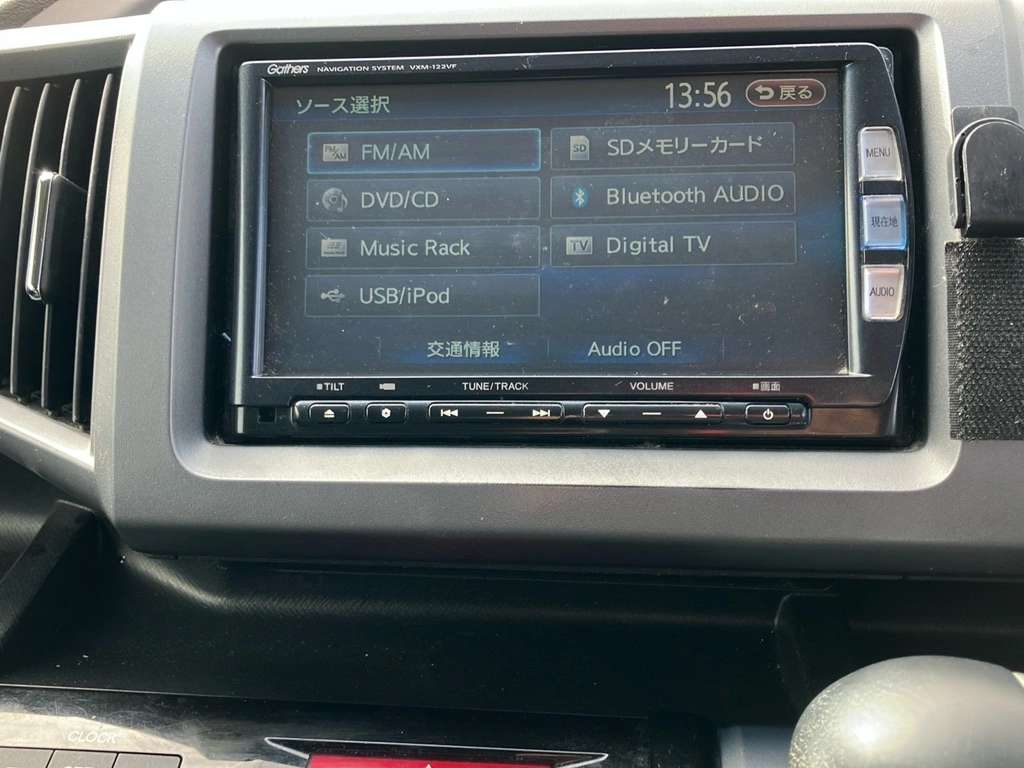 Gathers NAVIGATION SYSTEM VXM-122VF
ソース選択 13:56 戻る
FM/AM SDメモリーカード
DVD/CD Bluetooth AUDIO
Music Rack TV Digital TV
USB/iPod
交通情報 Audio OFF
MENU
現在地
AUDIO
TILT TUNE/TRACK VOLUME 画面
CLOCK